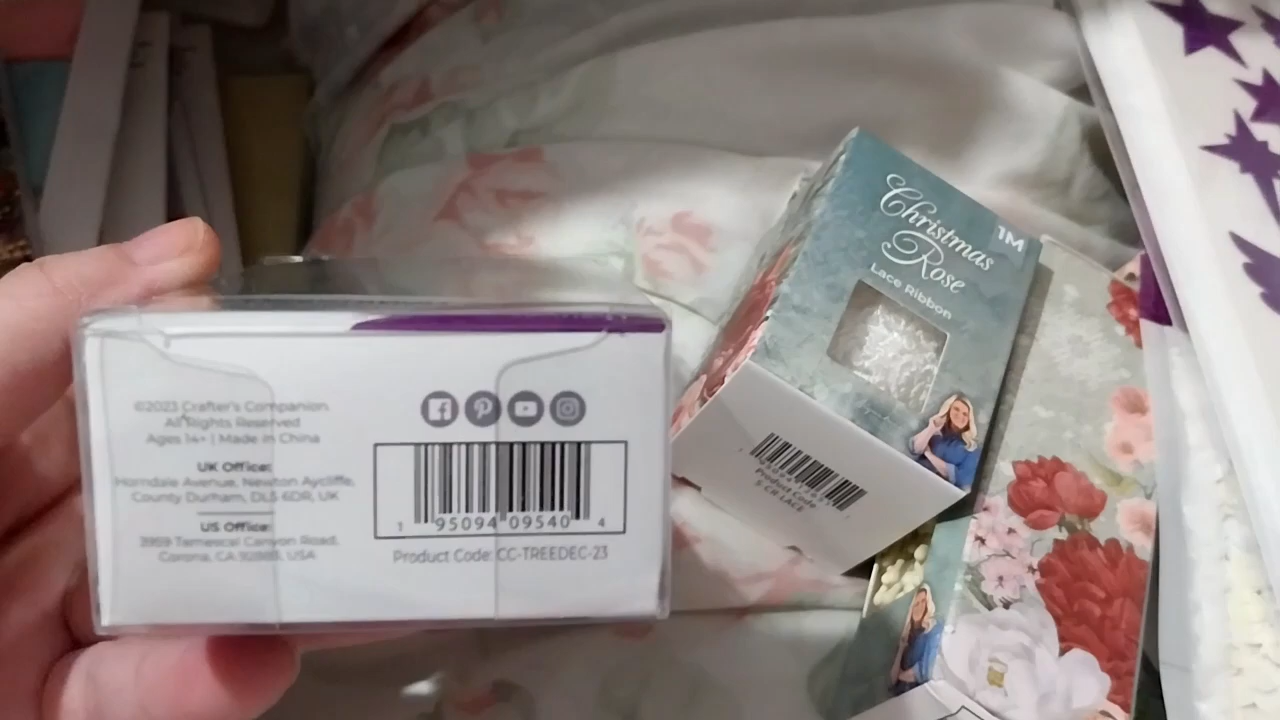 ©2023 Crafter's Companion
All Rights Reserved
Ages 14+ | Made in China
UK Office:
Horndale Avenue, Newton Aycliffe,
County Durham, DL5 6DR, UK
US Office:
3959 Temescal Canyon Road,
Corona, CA 92883, USA
1 95094 09540 4
Product Code: CC-TREEDEC-23
Christmas
Rose
1M
Lace Ribbon
Product Code
S-CR-LACE